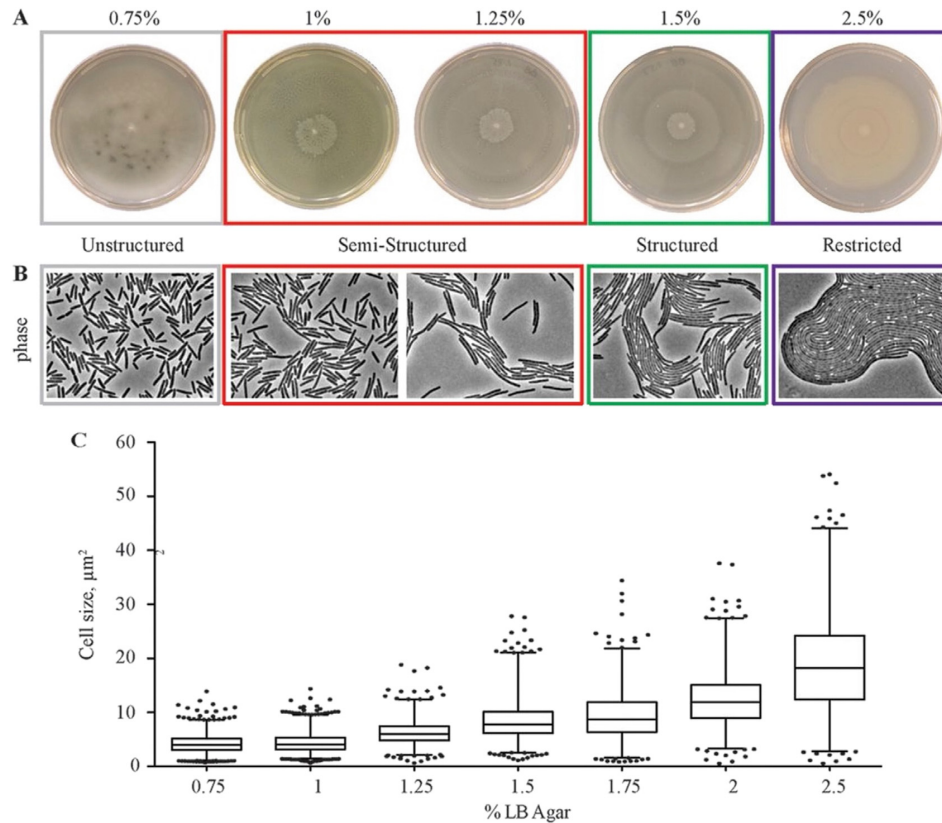 A 0.75% 1% 1.25% 1.5% 2.5%
Unstructured Semi-Structured Structured Restricted
B
phase
C
60
50
40
30
20
10
0
Cell size, µm²
2
0.75 1 1.25 1.5 1.75 2 2.5
% LB Agar